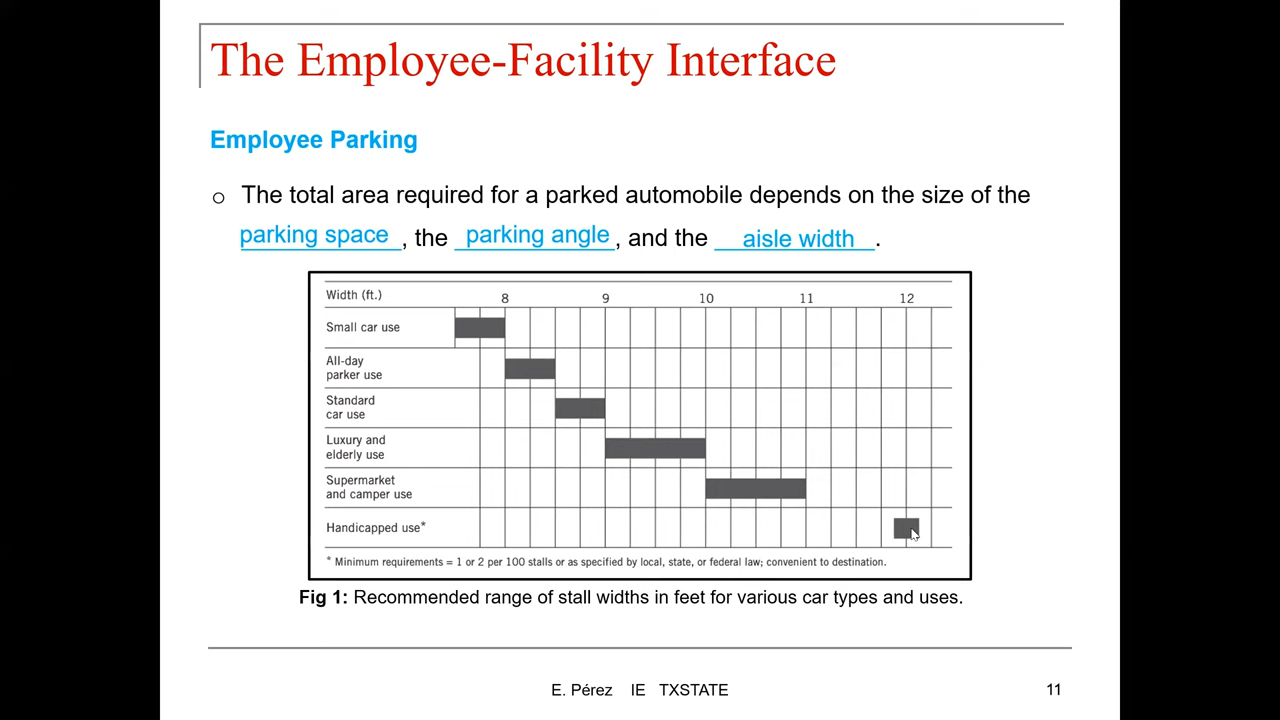 The Employee-Facility Interface
Employee Parking
o The total area required for a parked automobile depends on the size of the
parking space, the parking angle, and the aisle width.
Width (ft.) 8 9 10 11 12
Small car use
All-day
parker use
Standard
car use
Luxury and
elderly use
Supermarket
and camper use
Handicapped use*
* Minimum requirements = 1 or 2 per 100 stalls or as specified by local, state, or federal law; convenient to destination.
Fig 1: Recommended range of stall widths in feet for various car types and uses.
E. Pérez IE TXSTATE 11